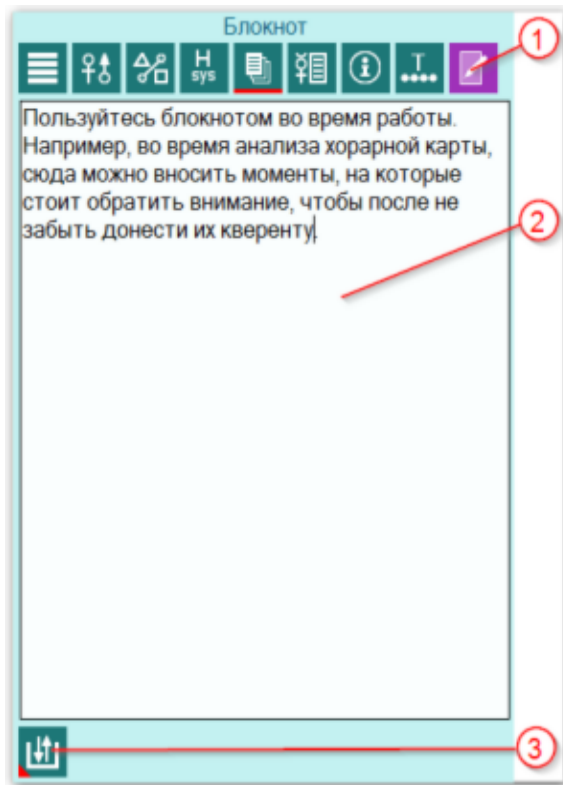 Блокнот
1
H
sys
T
Пользуйтесь блокнотом во время работы.
Например, во время анализа хорарной карты,
сюда можно вносить моменты, на которые
стоит обратить внимание, чтобы после не
забыть донести их кверенту.
2
3